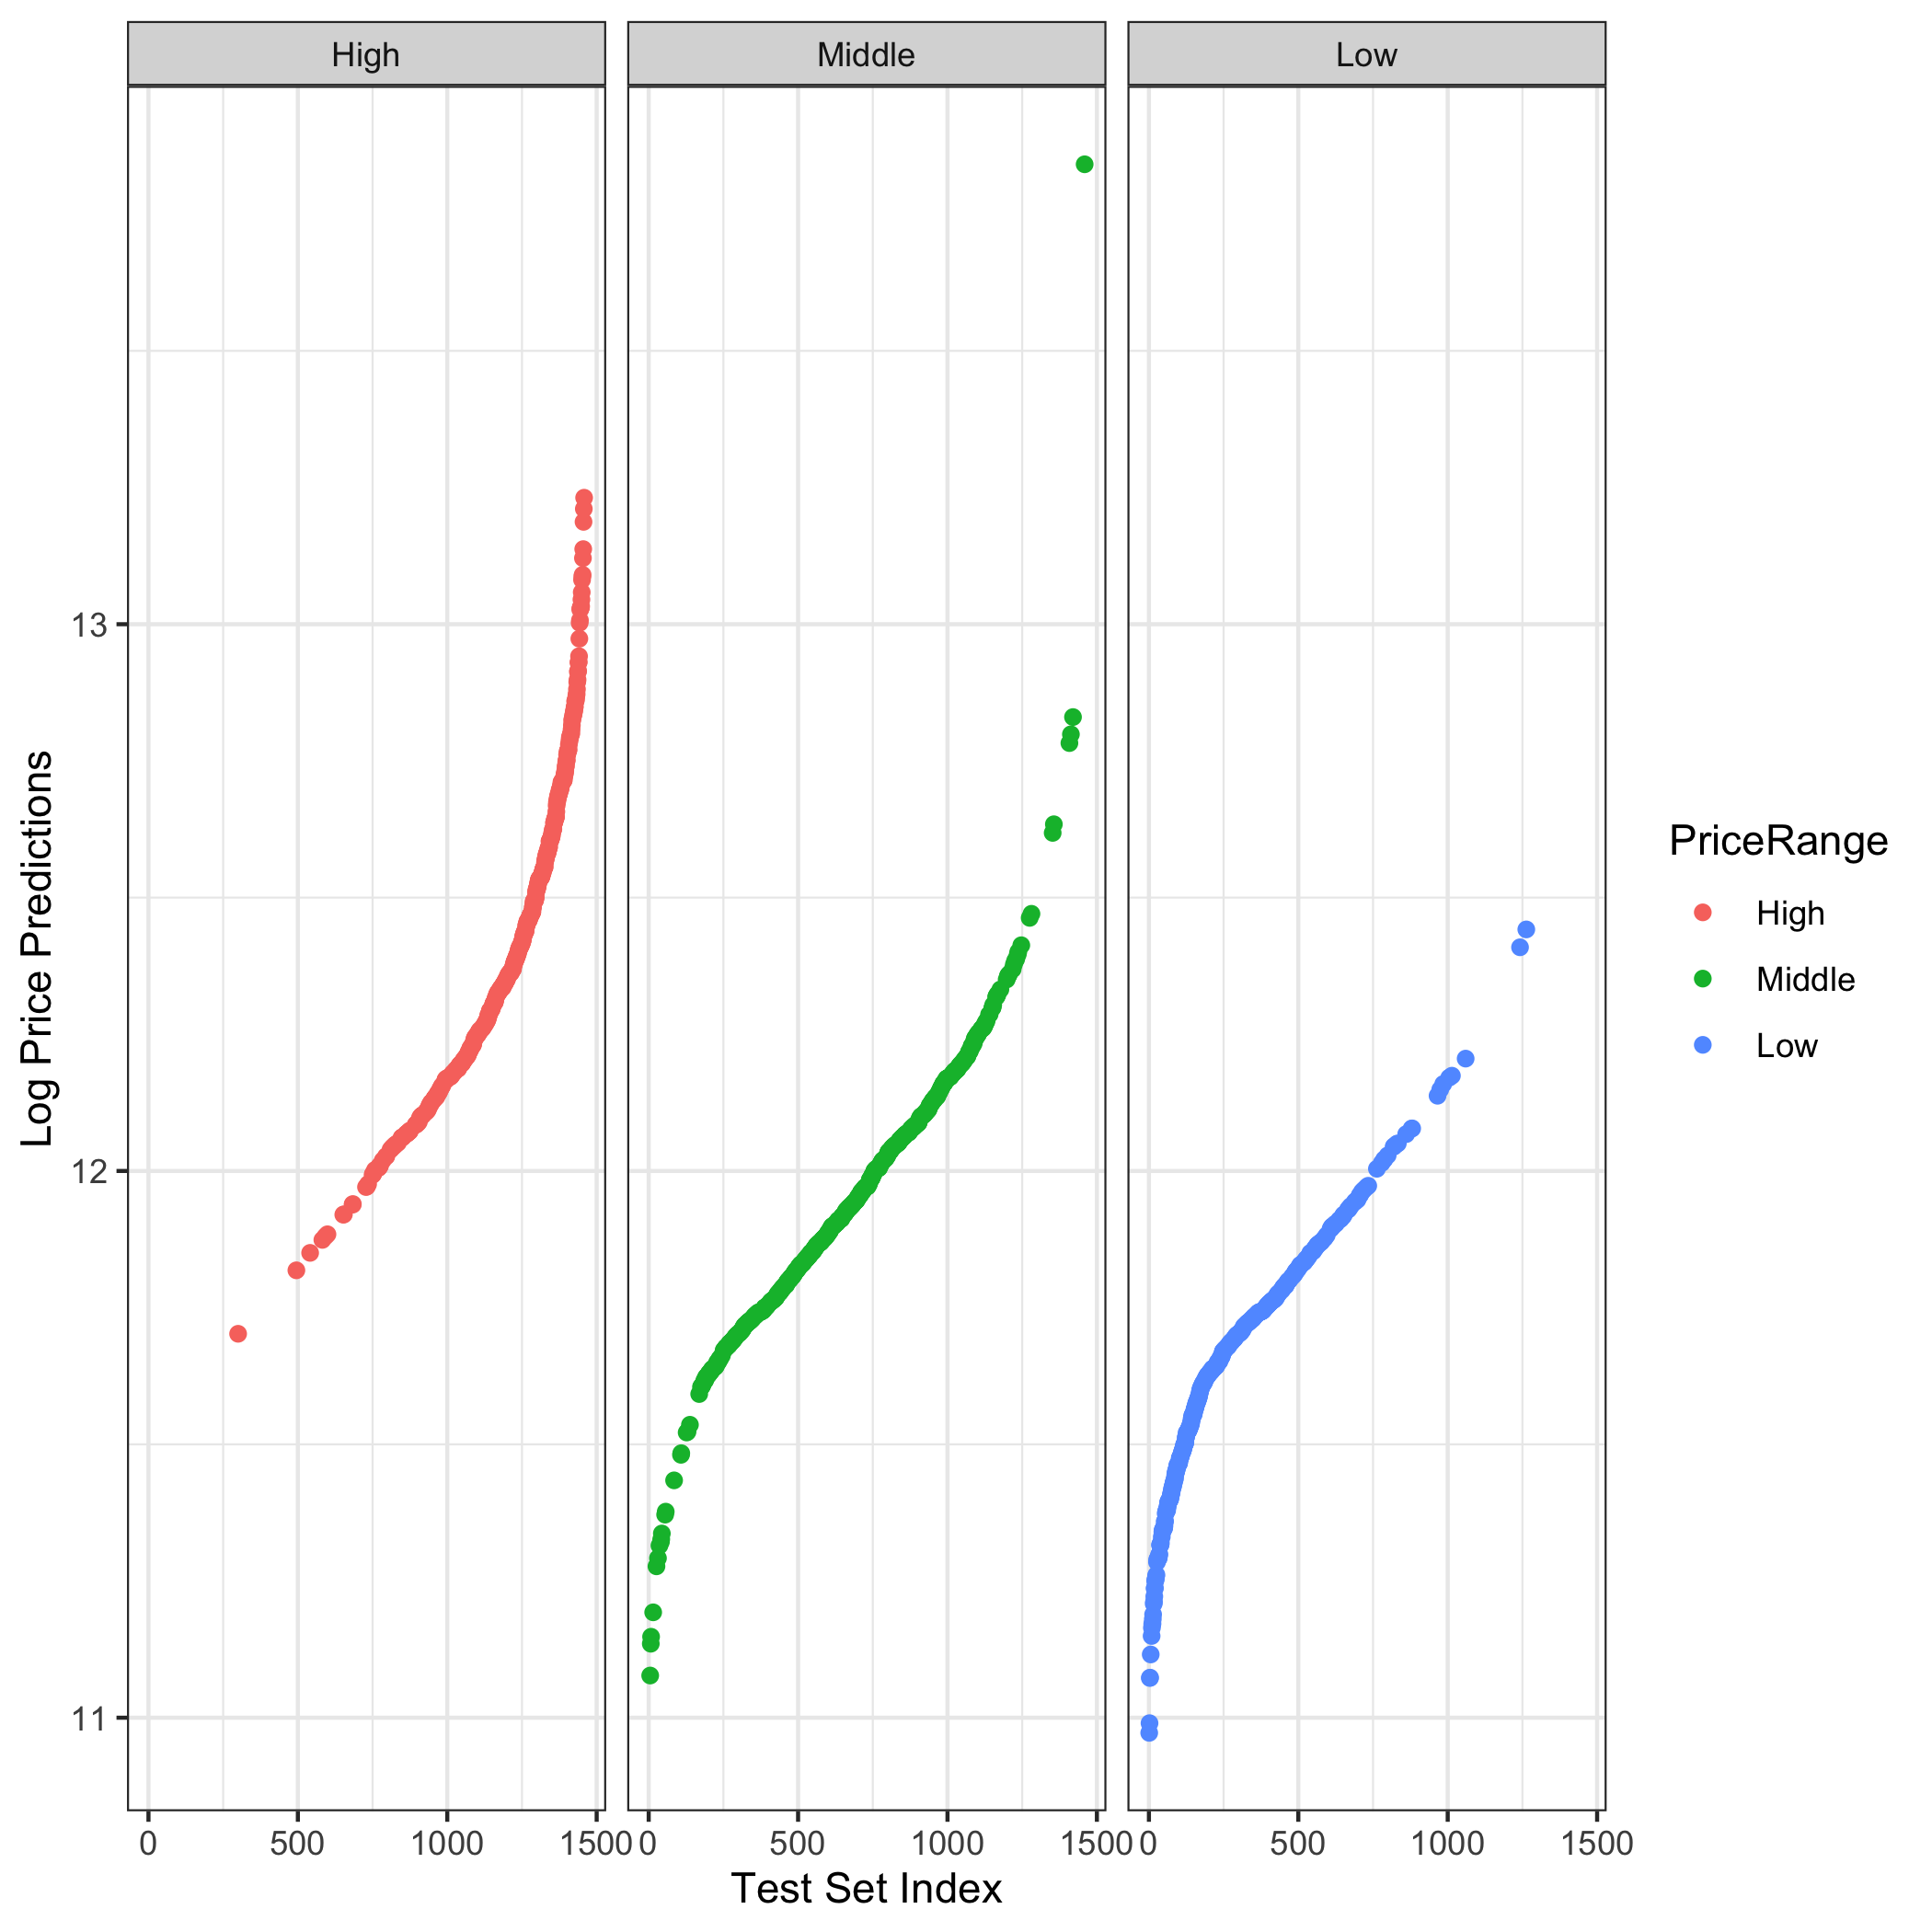 High Middle Low
13
12
11
Log Price Predictions
0 500 1000 1500 0 500 1000 1500 0 500 1000 1500
Test Set Index
PriceRange
High
Middle
Low